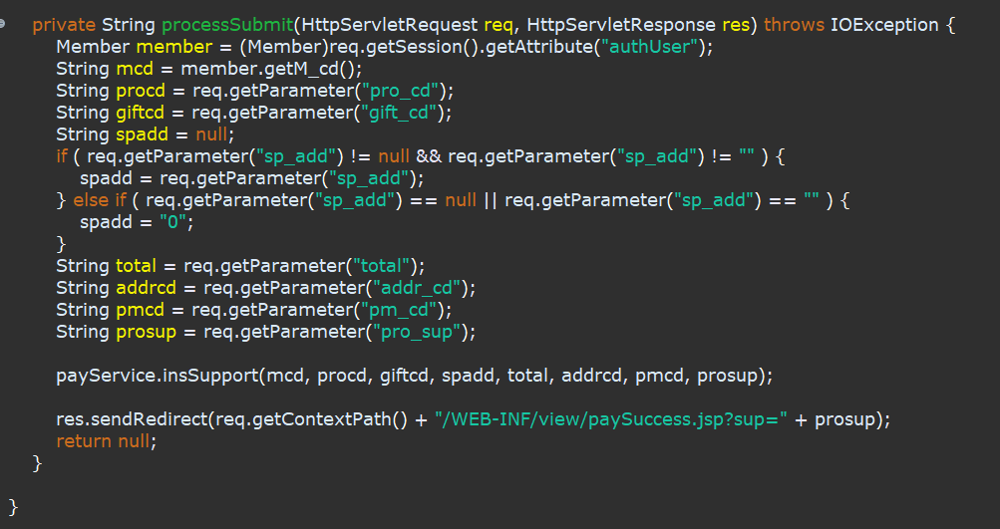 private String processSubmit(HttpServletRequest req, HttpServletResponse res) throws IOException {
Member member = (Member)req.getSession().getAttribute("authUser");
String mcd = member.getM_cd();
String procd = req.getParameter("pro_cd");
String giftcd = req.getParameter("gift_cd");
String spadd = null;
if ( req.getParameter("sp_add") != null && req.getParameter("sp_add") != "" ) {
spadd = req.getParameter("sp_add");
} else if ( req.getParameter("sp_add") == null || req.getParameter("sp_add") == "" ) {
spadd = "0";
}
String total = req.getParameter("total");
String addrcd = req.getParameter("addr_cd");
String pmcd = req.getParameter("pm_cd");
String prosup = req.getParameter("pro_sup");
payService.insSupport(mcd, procd, giftcd, spadd, total, addrcd, pmcd, prosup);
res.sendRedirect(req.getContextPath() + "/WEB-INF/view/paySuccess.jsp?sup=" + prosup);
return null;
}
}